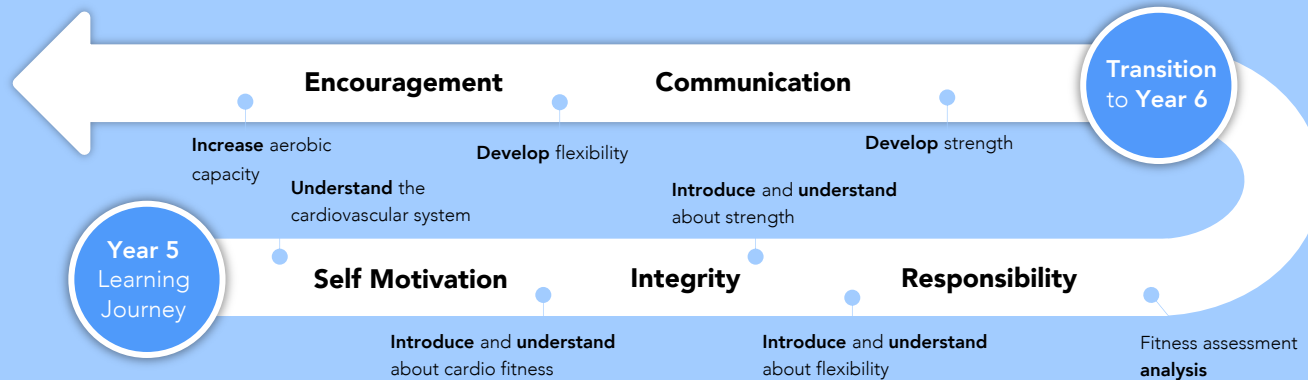 Encouragement
Communication
Transition
to Year 6
Increase aerobic
capacity
Develop flexibility
Develop strength
Understand the
cardiovascular system
Introduce and understand
about strength
Year 5
Learning
Journey
Self Motivation
Integrity
Responsibility
Introduce and understand
about cardio fitness
Introduce and understand
about flexibility
Fitness assessment
analysis